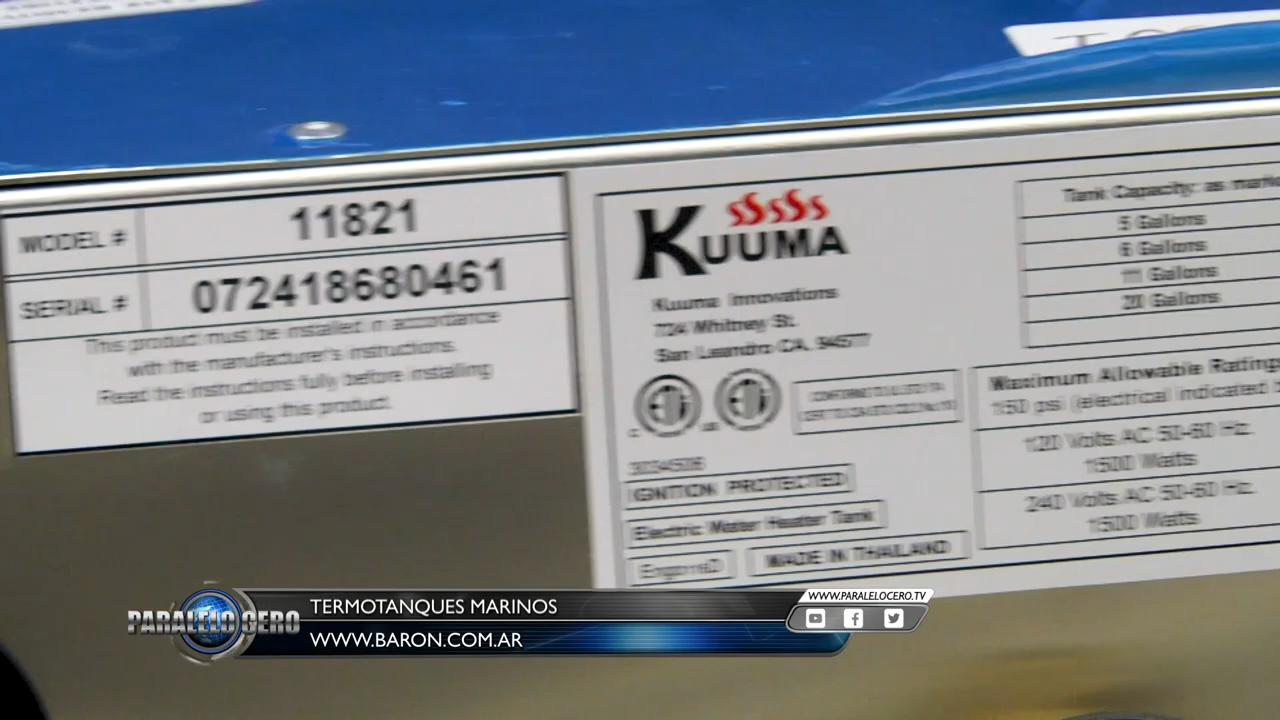 MODEL # 11821
SERIAL # 072418680461
This product must be installed in accordance
with the manufacturer's instructions.
Read the instructions fully before installing
or using this product.
KUUMA
Kuuma Innovations
724 Whitney St.
San Leandro CA. 94577
3034506
IGNITION PROTECTED
Electric Water Heater Tank
MADE IN THAILAND
Tank Capacity: as marke
5 Gallons
6 Gallons
11 Gallons
20 Gallons
Maximum Allowable Rating
150 psi (electrical indicated
120 Volts AC 50-60 Hz.
1500 Watts
240 Volts AC 50-60 Hz.
1500 Watts
PARALELO CERO
TERMOTANQUES MARINOS
WWW.BARON.COM.AR
WWW.PARALELOCERO.TV